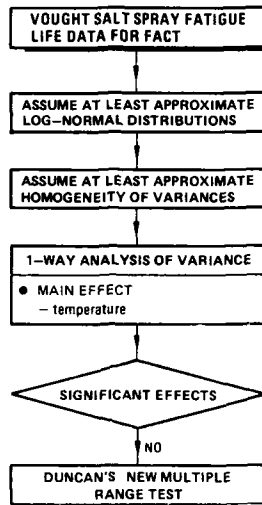 VOUGHT SALT SPRAY FATIGUE
LIFE DATA FOR FACT
ASSUME AT LEAST APPROXIMATE
LOG-NORMAL DISTRIBUTIONS
ASSUME AT LEAST APPROXIMATE
HOMOGENEITY OF VARIANCES
1-WAY ANALYSIS OF VARIANCE
● MAIN EFFECT
– temperature
SIGNIFICANT EFFECTS
NO
DUNCAN'S NEW MULTIPLE
RANGE TEST